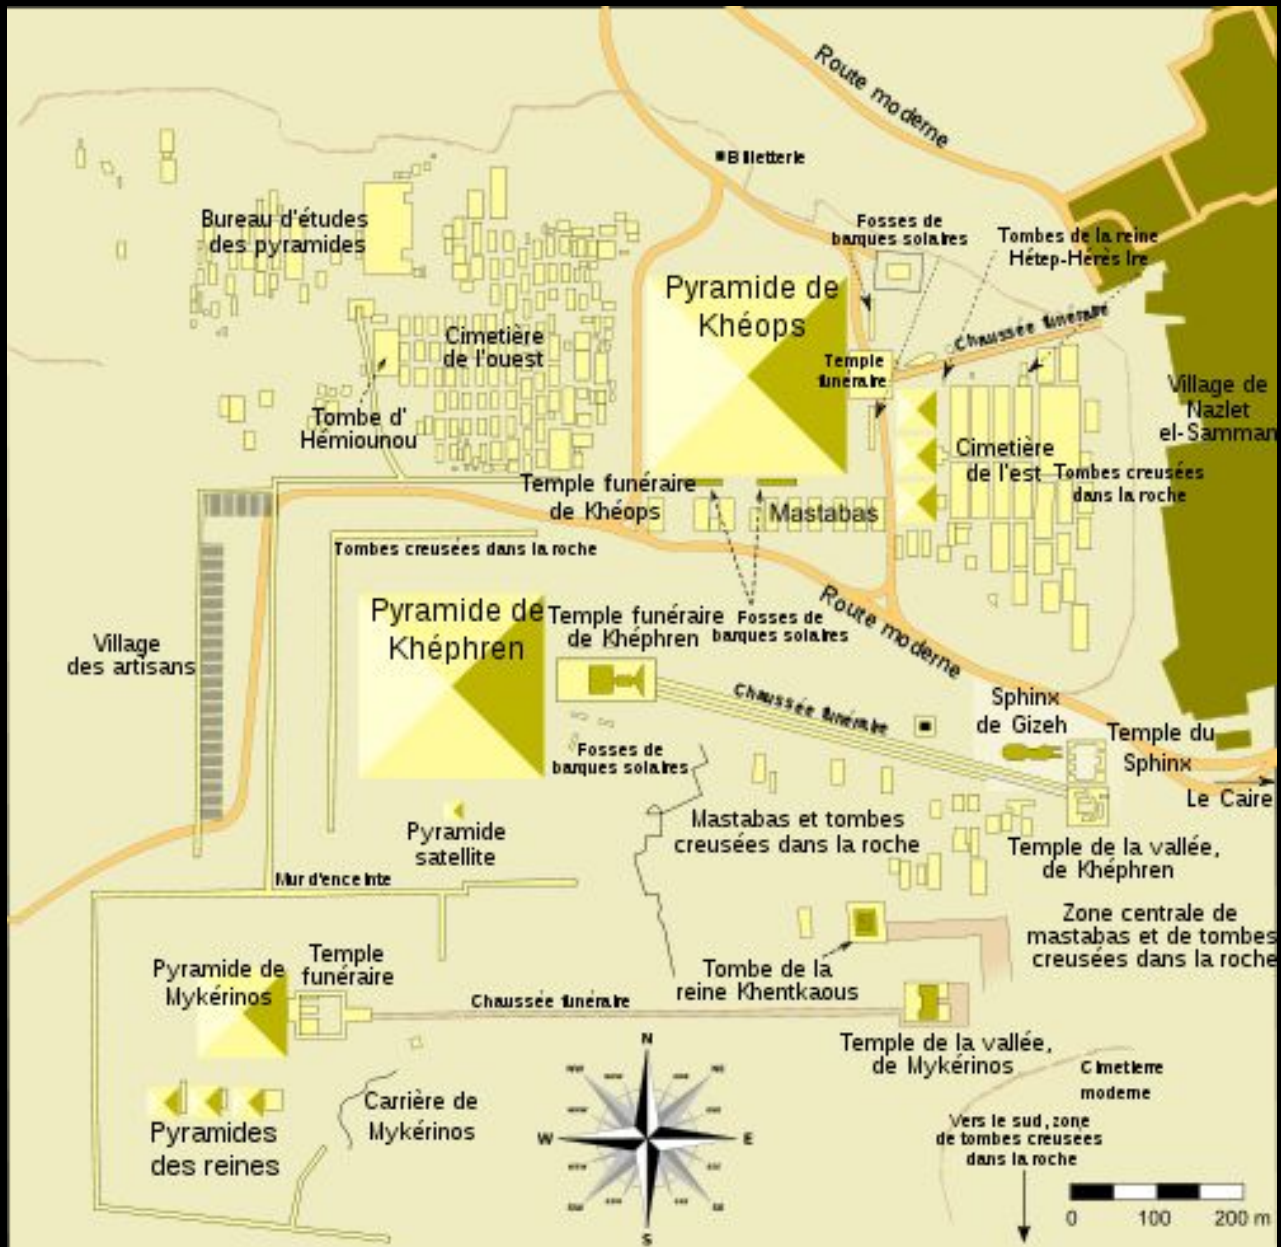 Route moderne
Billetterie
Bureau d'études
des pyramides
Fosses de
barques solaires
Tombes de la reine
Hétep-Hérès Ire
Pyramide de
Khéops
Chaussée funéraire
Cimetière
de l'ouest
Temple
funéraire
Village de
Nazlet
el-Samman
Tombe d'
Hémiounou
Cimetière
de l'est
Tombes creusées
dans la roche
Temple funéraire
de Khéops
Mastabas
Tombes creusées dans la roche
Pyramide de
Khéphren
Temple funéraire
de Khéphren
Fosses de
barques solaires
Route moderne
Village
des artisans
Chaussée funéraire
Sphinx
de Gizeh
Temple du
Sphinx
Fosses de
barques solaires
Le Caire
Pyramide
satellite
Mastabas et tombes
creusées dans la roche
Temple de la vallée,
de Khéphren
Mur d'enceinte
Zone centrale de
mastabas et de tombes
creusées dans la roche
Temple
funéraire
Pyramide de
Mykérinos
Tombe de la
reine Khentkaous
Chaussée funéraire
Temple de la vallée,
de Mykérinos
Cimetierre
moderne
Carrière de
Mykérinos
Pyramides
des reines
Vers le sud, zone
de tombes creusées
dans la roche
N
NW
NE
W
E
SW
SE
S
0 100 200 m